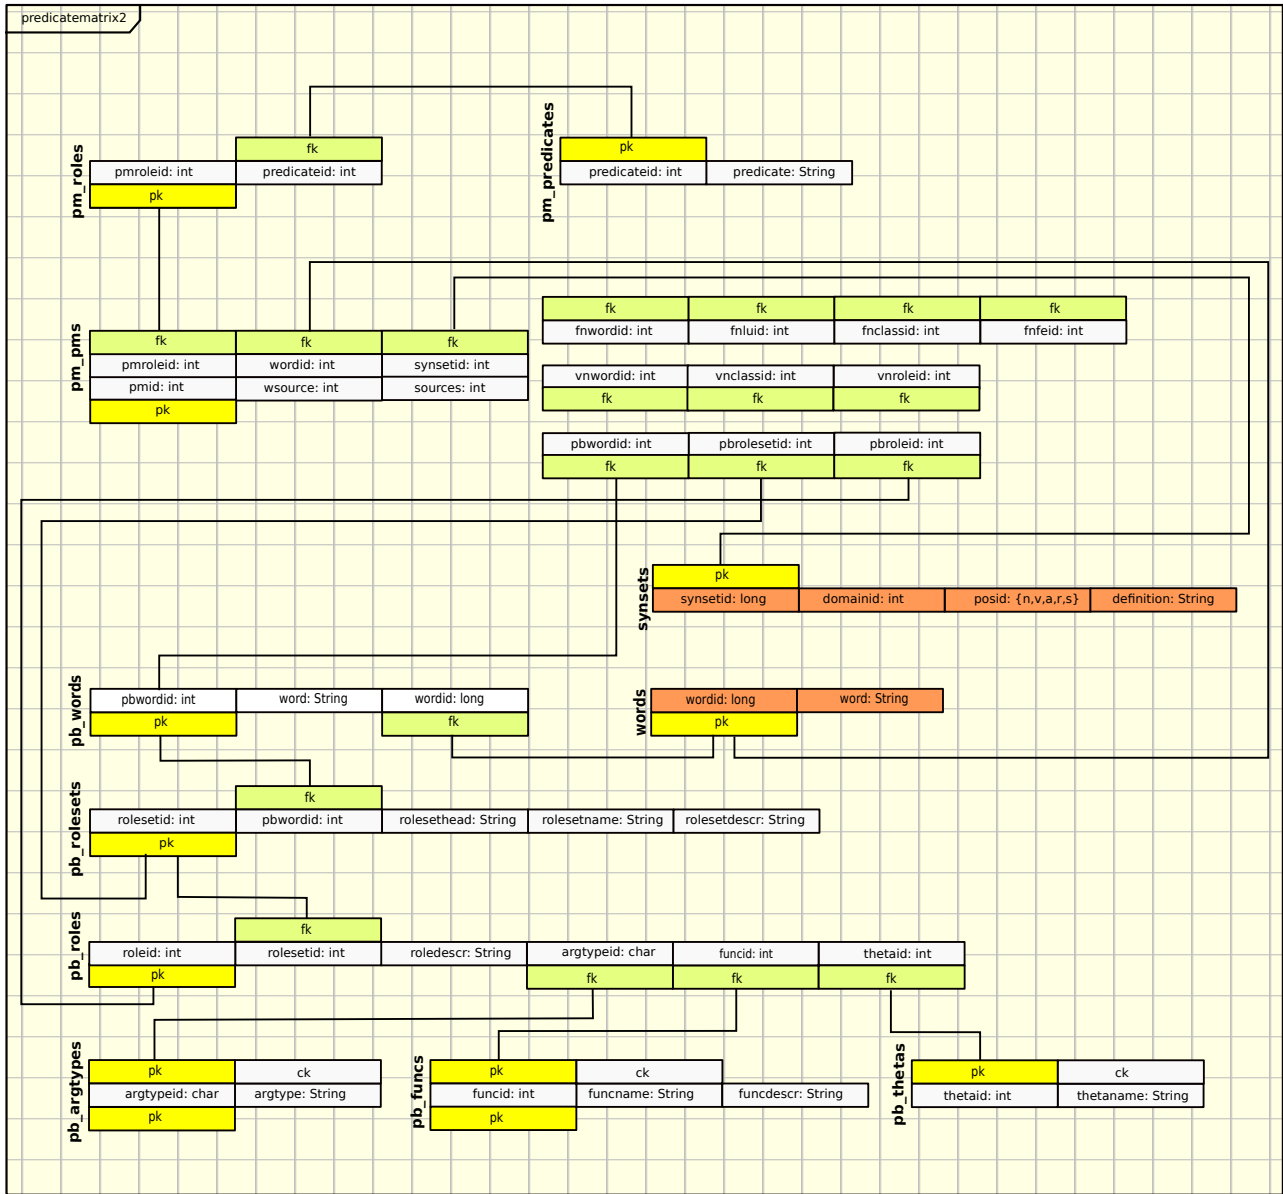 predicatematrix2
pm_roles
fk
pmroleid: int predicateid: int
pk
pm_predicates
pk
predicateid: int predicate: String
pm_pms
fk fk fk
pmroleid: int wordid: int synsetid: int
pmid: int wsource: int sources: int
pk
fk fk fk fk
fnwordid: int fnluid: int fnclassid: int fnfeid: int
vnwordid: int vnclassid: int vnroleid: int
fk fk fk
pbwordid: int pbrolesetid: int pbroleid: int
fk fk fk
synsets
pk
synsetid: long domainid: int posid: {n,v,a,r,s} definition: String
pb_words
pbwordid: int word: String wordid: long
pk fk
words
wordid: long word: String
pk
pb_rolesets
fk
rolesetid: int pbwordid: int rolesethead: String rolesetname: String rolesetdescr: String
pk
pb_roles
fk
roleid: int rolesetid: int roledescr: String argtypeid: char funcid: int thetaid: int
pk fk fk fk
pb_argtypes
pk ck
argtypeid: char argtype: String
pk
pb_funcs
pk ck
funcid: int funcname: String funcdescr: String
pk
pb_thetas
pk ck
thetaid: int thetaname: String